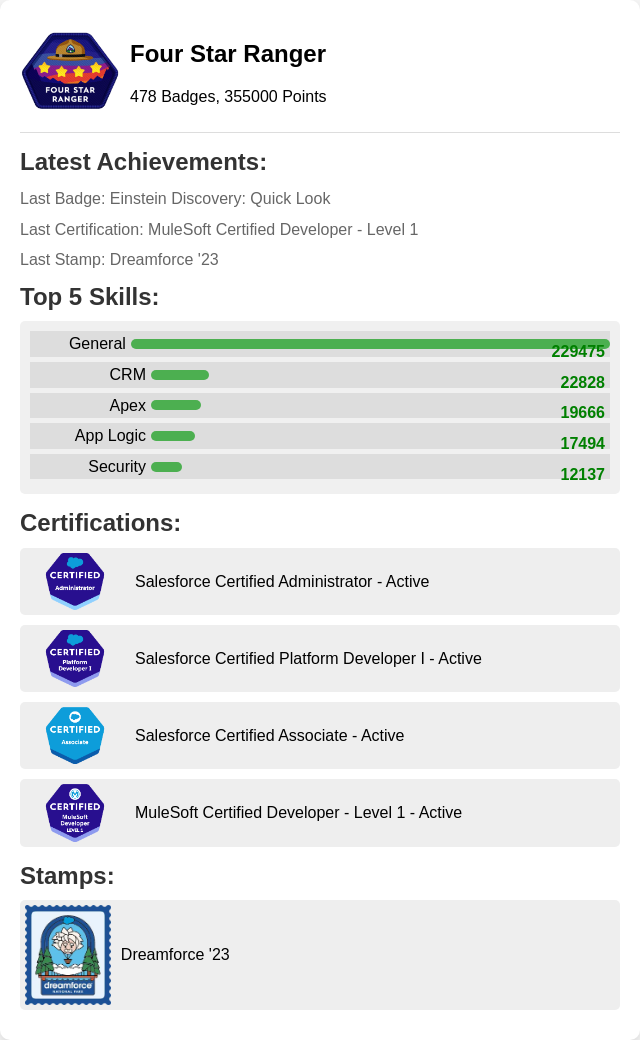 FOUR STAR
RANGER
Four Star Ranger
478 Badges, 355000 Points
Latest Achievements:
Last Badge: Einstein Discovery: Quick Look
Last Certification: MuleSoft Certified Developer - Level 1
Last Stamp: Dreamforce '23
Top 5 Skills:
General 229475
CRM 22828
Apex 19666
App Logic 17494
Security 12137
Certifications:
CERTIFIED
Administrator
Salesforce Certified Administrator - Active
CERTIFIED
Platform
Developer I
Salesforce Certified Platform Developer I - Active
CERTIFIED
Associate
Salesforce Certified Associate - Active
CERTIFIED
MuleSoft
Developer
LEVEL 1
MuleSoft Certified Developer - Level 1 - Active
Stamps:
dreamforce
NATIONAL PARK
Dreamforce '23